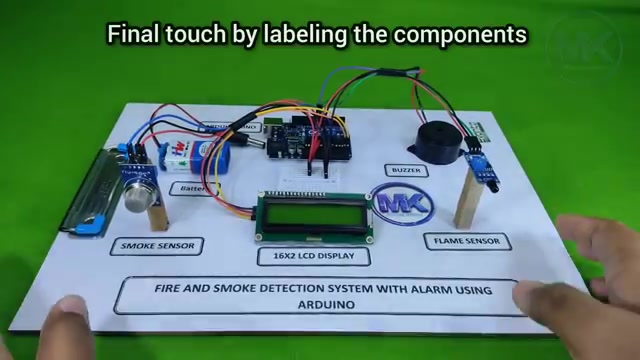 Final touch by labeling the components
MK
BUZZER
Battery
MK
SMOKE SENSOR
16X2 LCD DISPLAY
FLAME SENSOR
FIRE AND SMOKE DETECTION SYSTEM WITH ALARM USING
ARDUINO